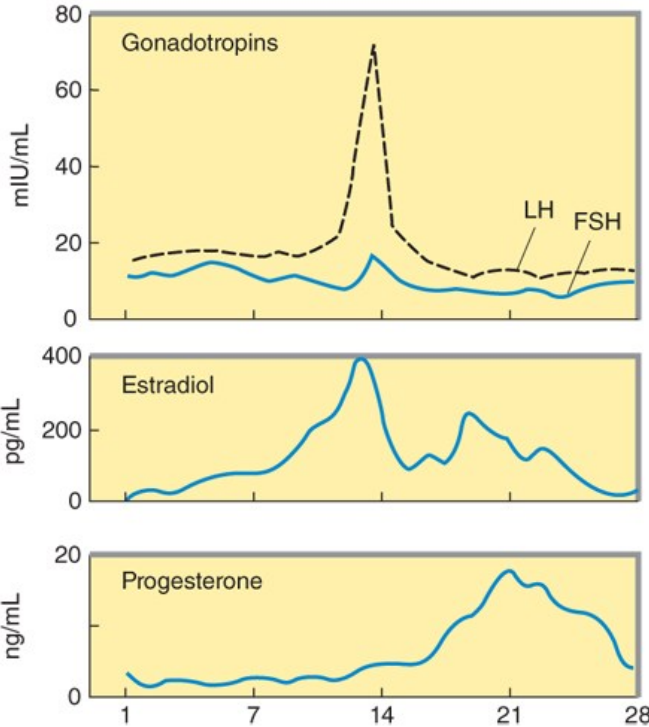 80
Gonadotropins
60
mIU/mL
40
LH
FSH
20
0
400
Estradiol
pg/mL
200
0
20
Progesterone
ng/mL
0
1 7 14 21 28